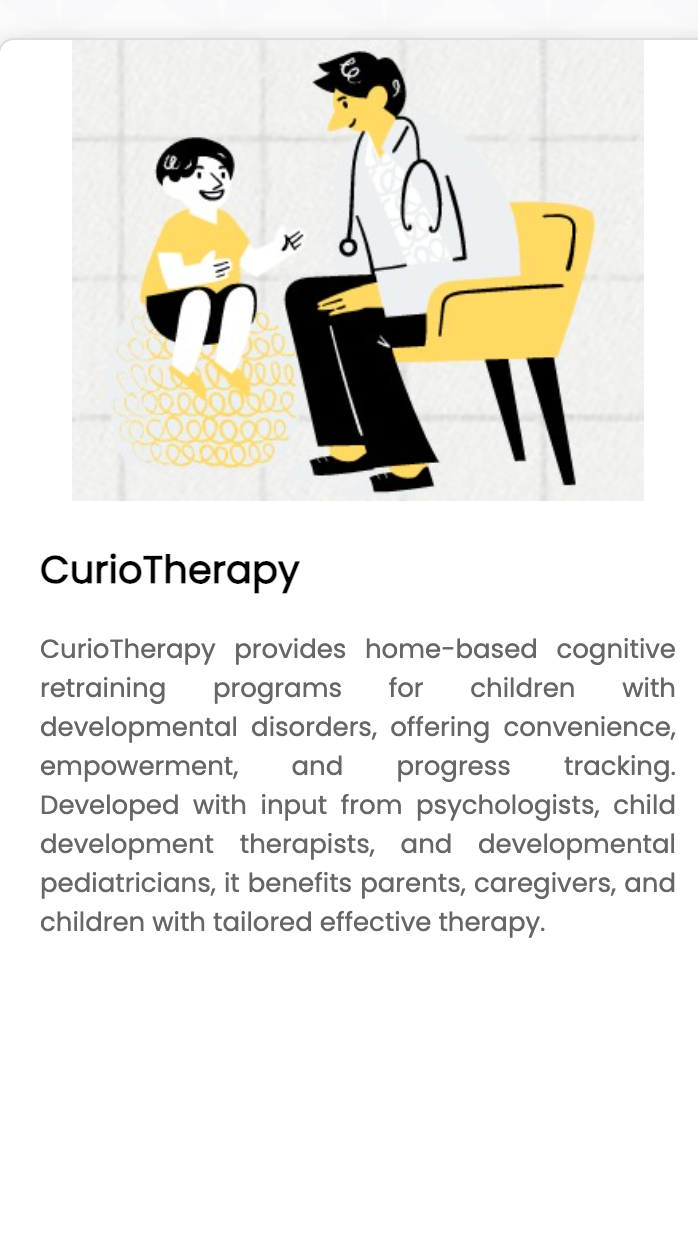 CurioTherapy
CurioTherapy provides home-based cognitive
retraining programs for children with
developmental disorders, offering convenience,
empowerment, and progress tracking.
Developed with input from psychologists, child
development therapists, and developmental
pediatricians, it benefits parents, caregivers, and
children with tailored effective therapy.